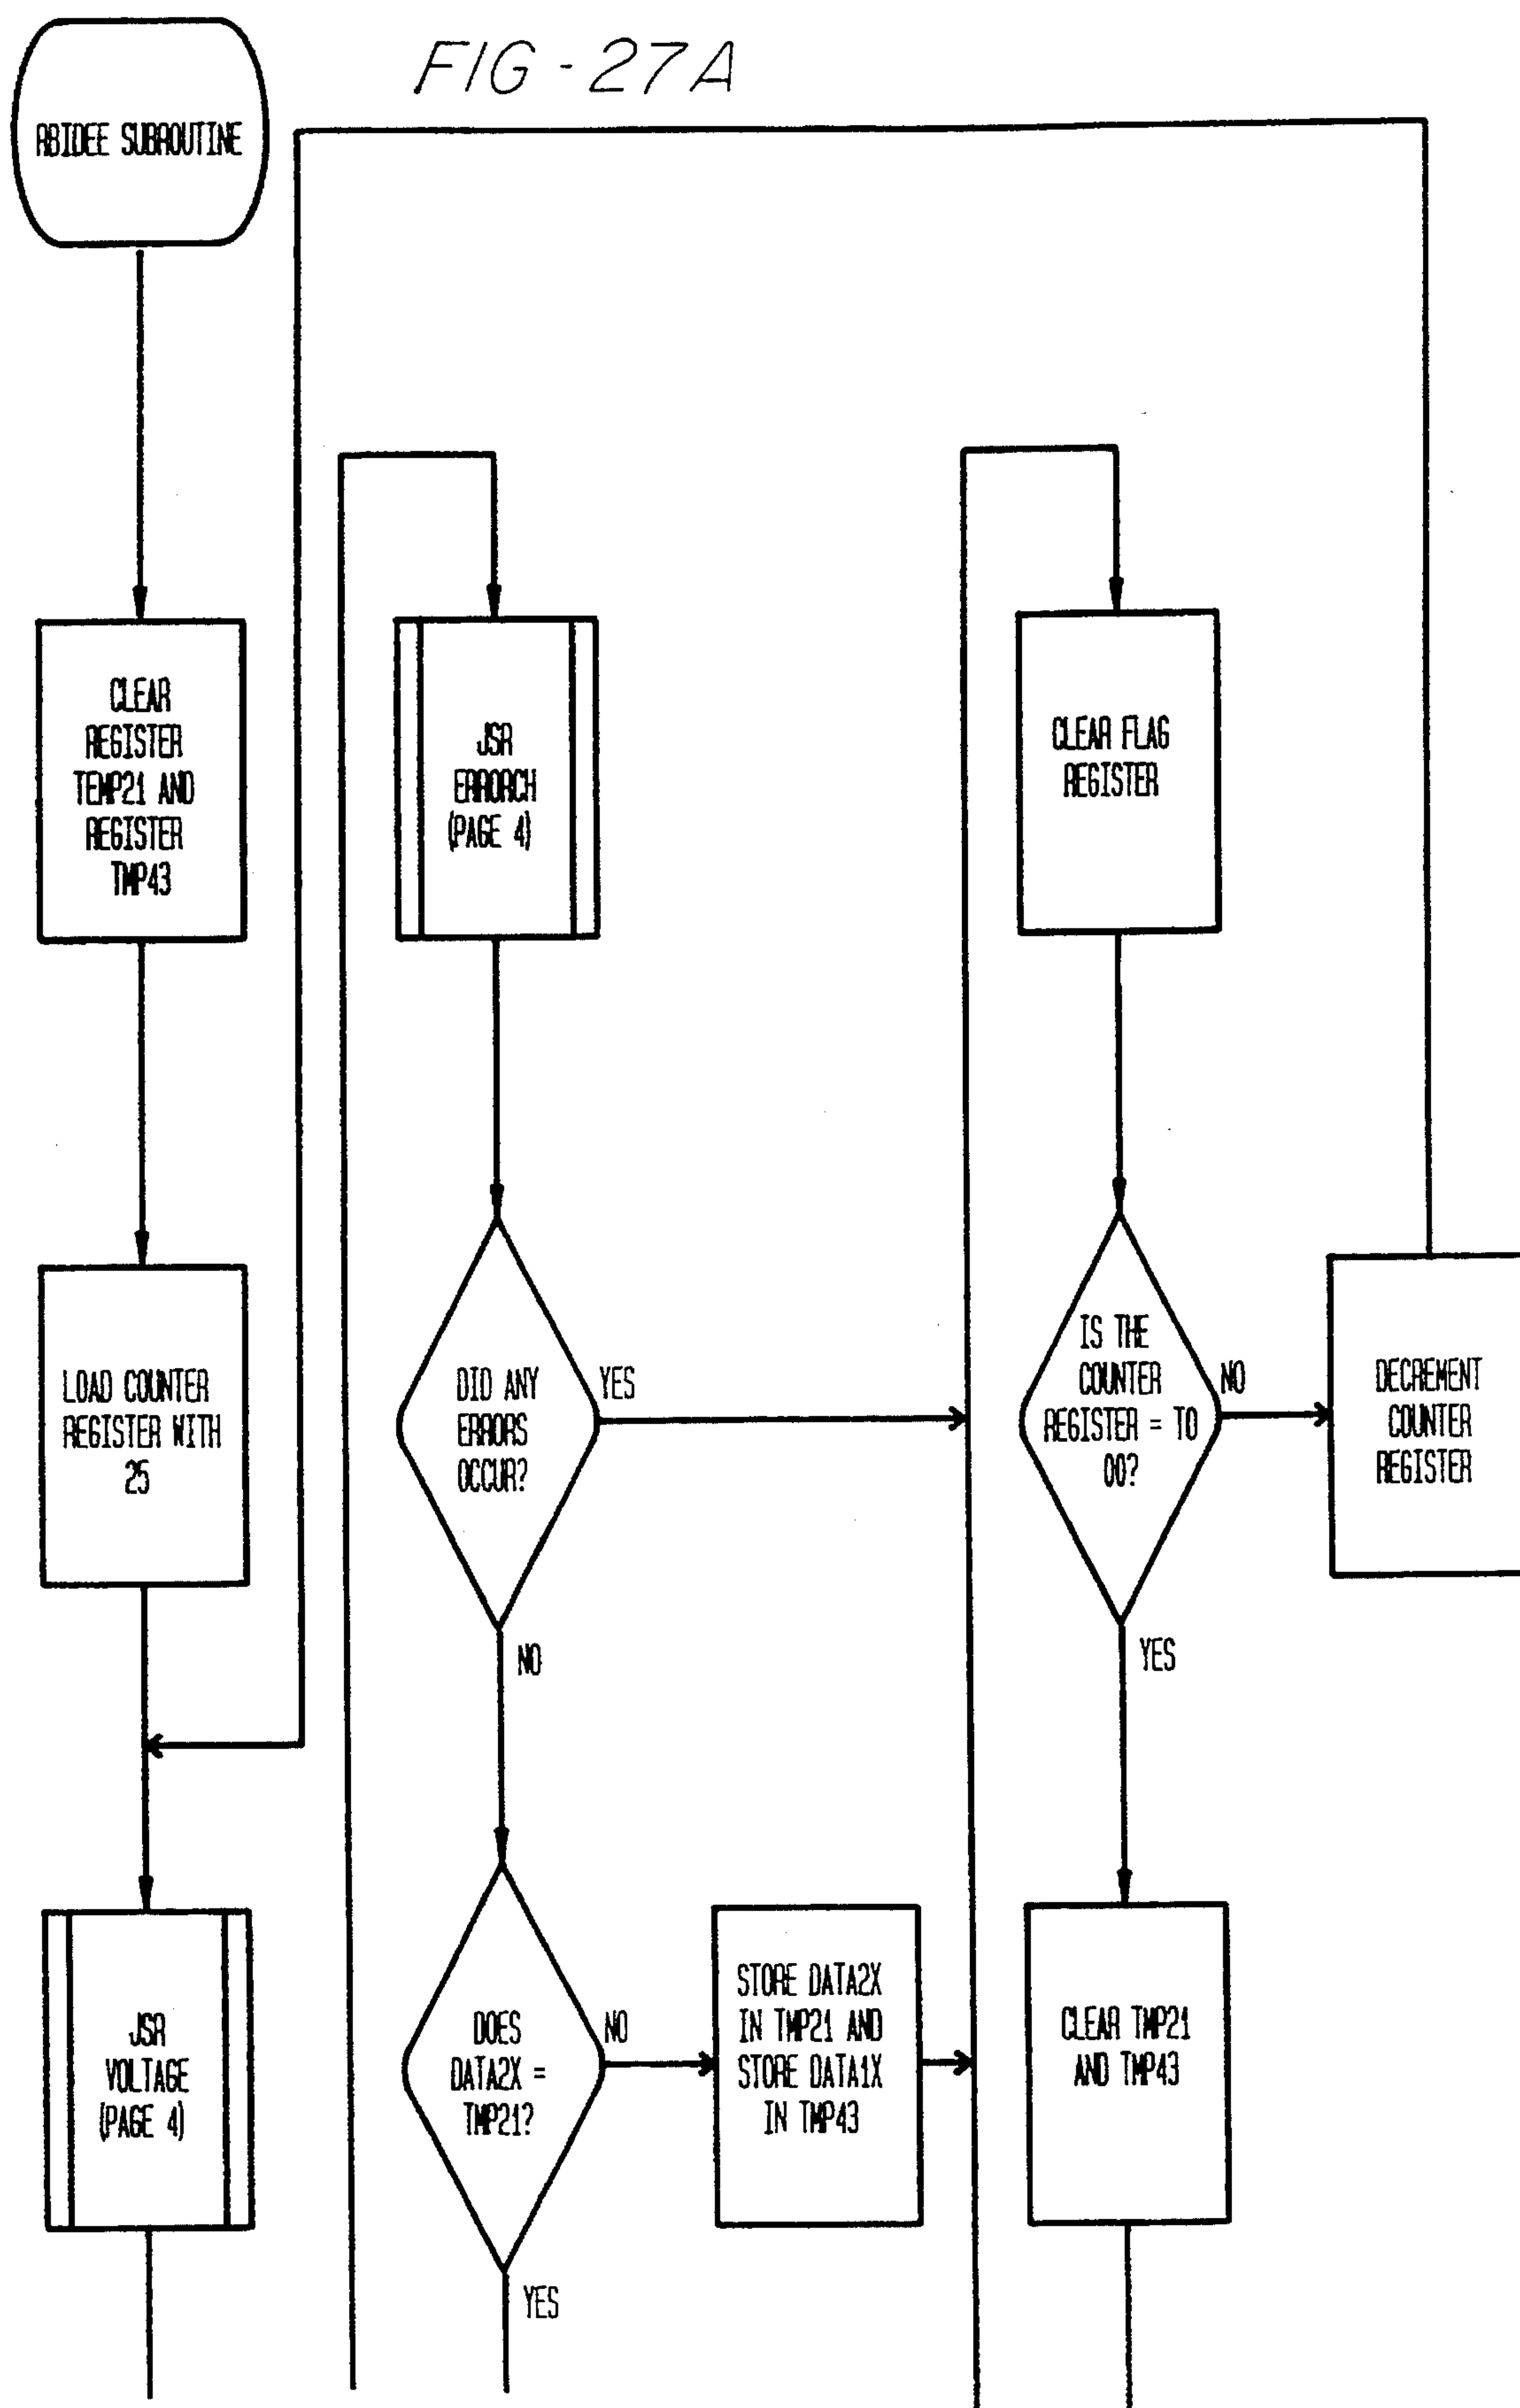 FIG-27A
ABIDEE SUBROUTINE
CLEAR
REGISTER
TEMP21 AND
REGISTER
TMP43
LOAD COUNTER
REGISTER WITH
25
JSR
VOLTAGE
(PAGE 4)
JSR
ERRORCH
(PAGE 4)
DID ANY
ERRORS
OCCUR?
YES
NO
DOES
DATA2X =
TMP21?
NO
YES
STORE DATA2X
IN TMP21 AND
STORE DATA1X
IN TMP43
CLEAR FLAG
REGISTER
IS THE
COUNTER
REGISTER = TO
00?
NO
YES
DECREMENT
COUNTER
REGISTER
CLEAR TMP21
AND TMP43